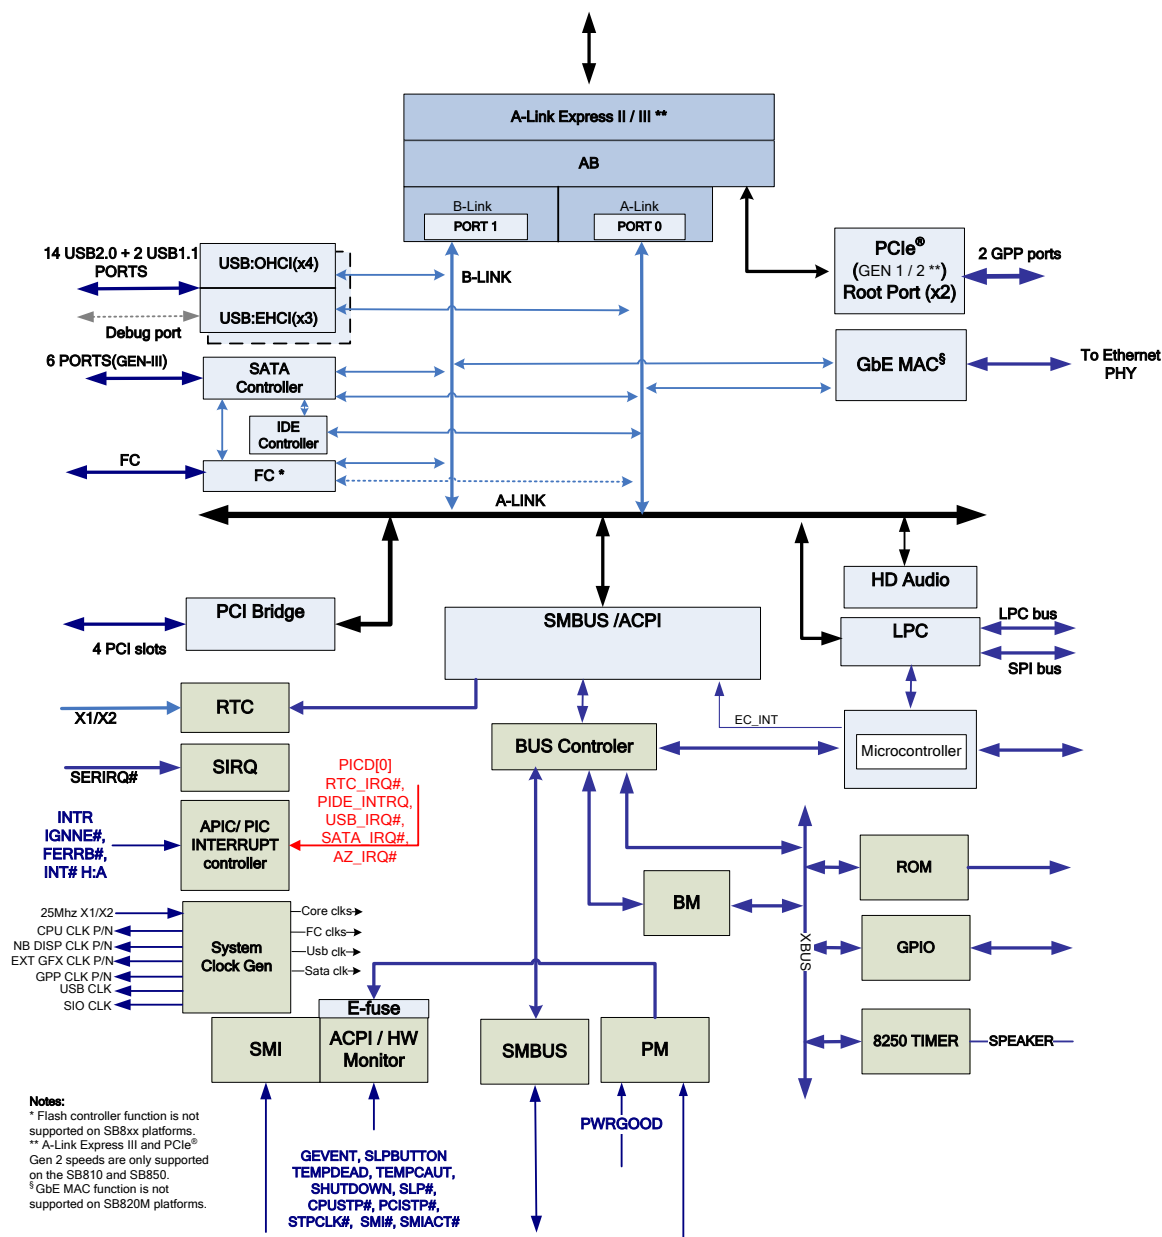 A-Link Express II / III **
AB
B-Link
PORT 1
A-Link
PORT 0
14 USB2.0 + 2 USB1.1
PORTS
USB:OHCI(x4)
USB:EHCI(x3)
Debug port
B-LINK
PCIe®
(GEN 1 / 2 **)
Root Port (x2)
2 GPP ports
6 PORTS(GEN-III)
SATA
Controller
GbE MAC§
To Ethernet
PHY
IDE
Controller
FC
FC *
A-LINK
PCI Bridge
4 PCI slots
SMBUS /ACPI
HD Audio
LPC
LPC bus
SPI bus
X1/X2
RTC
EC_INT
BUS Controler
Microcontroller
SERIRQ#
SIRQ
PICD[0]
RTC_IRQ#,
PIDE_INTRQ,
USB_IRQ#,
SATA_IRQ#,
AZ_IRQ#
INTR
IGNNE#,
FERRB#,
INT# H:A
APIC/ PIC
INTERRUPT
controller
ROM
BM
XBUS
GPIO
25Mhz X1/X2
CPU CLK P/N
NB DISP CLK P/N
EXT GFX CLK P/N
GPP CLK P/N
USB CLK
SIO CLK
System
Clock Gen
Core clks
FC clks
Usb clk
Sata clk
E-fuse
SMI
ACPI / HW
Monitor
SMBUS
PM
8250 TIMER
SPEAKER
PWRGOOD
GEVENT, SLPBUTTON
TEMPDEAD, TEMPCAUT,
SHUTDOWN, SLP#,
CPUSTP#, PCISTP#,
STPCLK#, SMI#, SMIACT#
Notes:
* Flash controller function is not
supported on SB8xx platforms.
** A-Link Express III and PCIe®
Gen 2 speeds are only supported
on the SB810 and SB850.
§ GbE MAC function is not
supported on SB820M platforms.